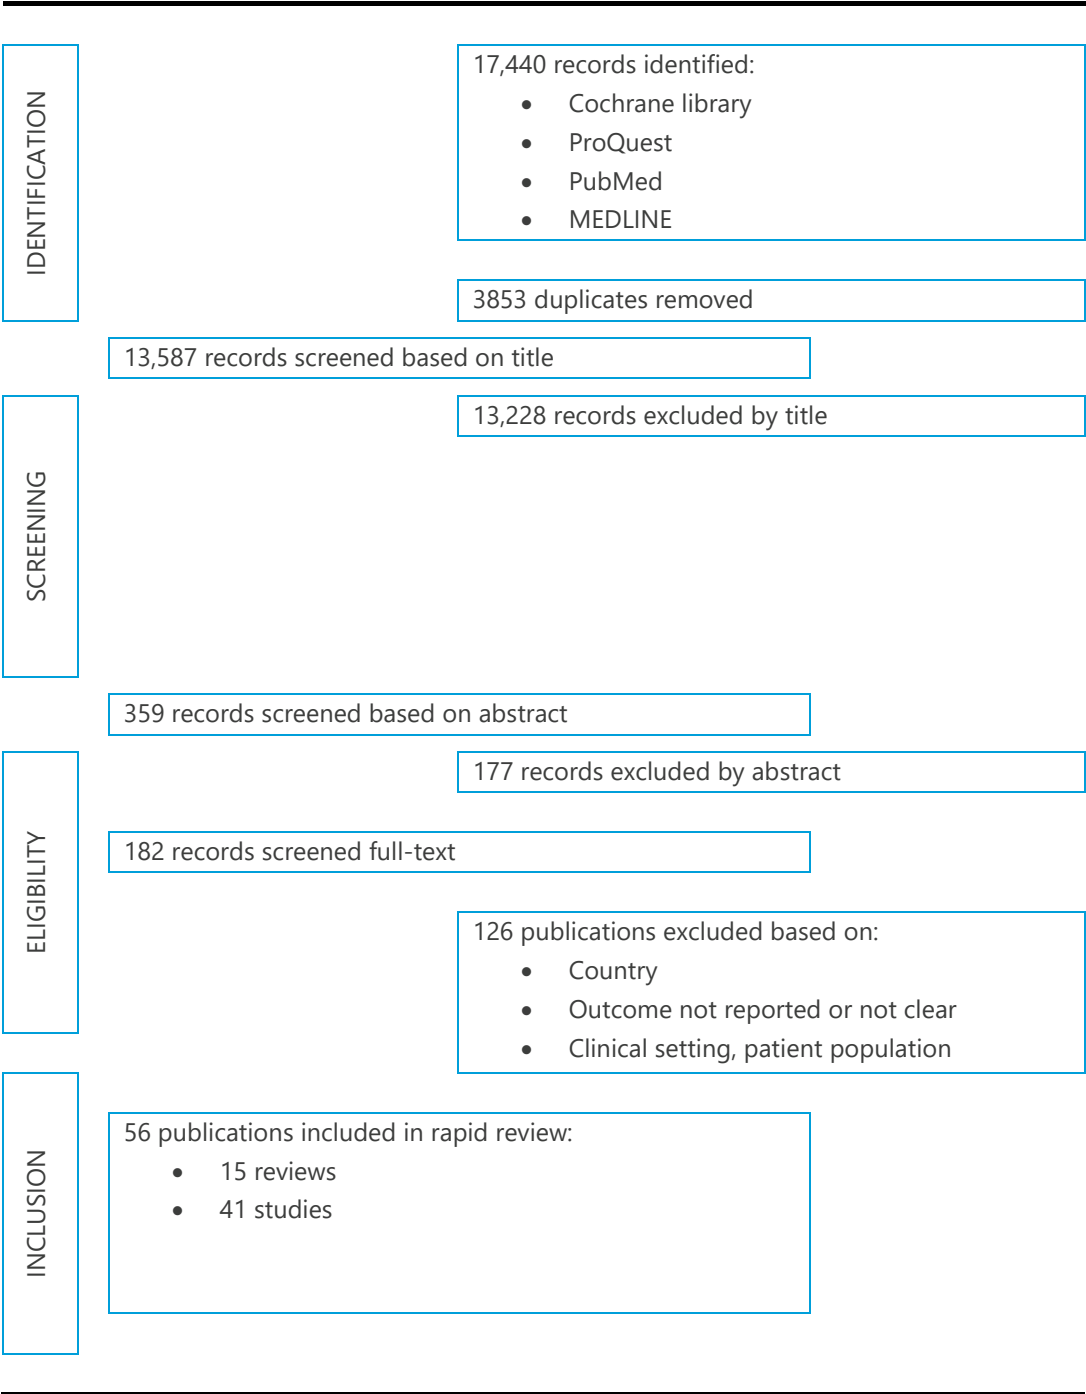 IDENTIFICATION
17,440 records identified:
• Cochrane library
• ProQuest
• PubMed
• MEDLINE
3853 duplicates removed
13,587 records screened based on title
SCREENING
13,228 records excluded by title
359 records screened based on abstract
ELIGIBILITY
177 records excluded by abstract
182 records screened full-text
126 publications excluded based on:
• Country
• Outcome not reported or not clear
• Clinical setting, patient population
INCLUSION
56 publications included in rapid review:
• 15 reviews
• 41 studies